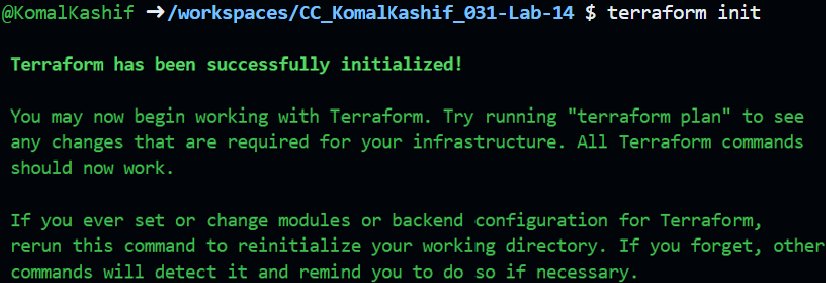 @KomalKashif ➜/workspaces/CC_KomalKashif_031-Lab-14 $ terraform init
Terraform has been successfully initialized!
You may now begin working with Terraform. Try running "terraform plan" to see
any changes that are required for your infrastructure. All Terraform commands
should now work.
If you ever set or change modules or backend configuration for Terraform,
rerun this command to reinitialize your working directory. If you forget, other
commands will detect it and remind you to do so if necessary.